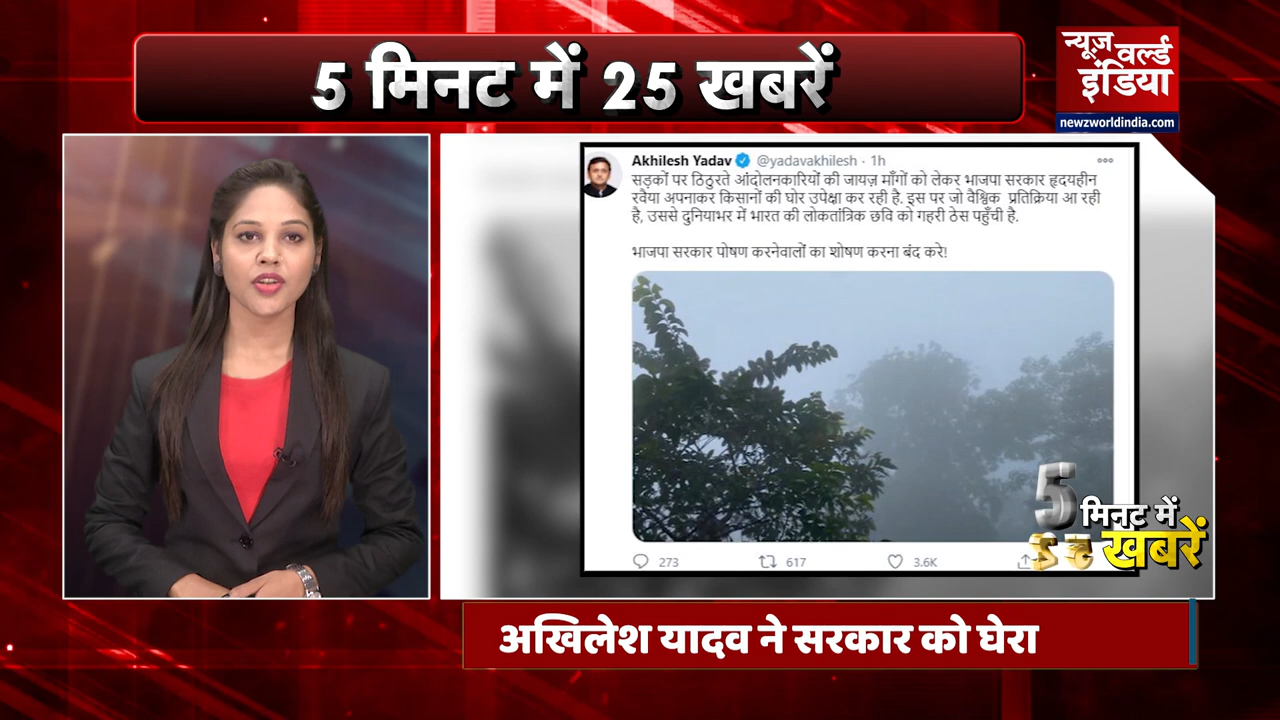 5 मिनट में 25 खबरें
न्यूज़
वर्ल्ड
इंडिया
newzworldindia.com
Akhilesh Yadav @yadavakhilesh · 1h
सड़कों पर ठिठुरते आंदोलनकारियों की जायज़ माँगों को लेकर भाजपा सरकार हृदयहीन
रवैया अपनाकर किसानों की घोर उपेक्षा कर रही है. इस पर जो वैश्विक प्रतिक्रिया आ रही
है, उससे दुनियाभर में भारत की लोकतांत्रिक छवि को गहरी ठेस पहुँची है.
भाजपा सरकार पोषण करनेवालों का शोषण करना बंद करे!
273 617 3.6K
5 मिनट में
खबरें
अखिलेश यादव ने सरकार को घेरा